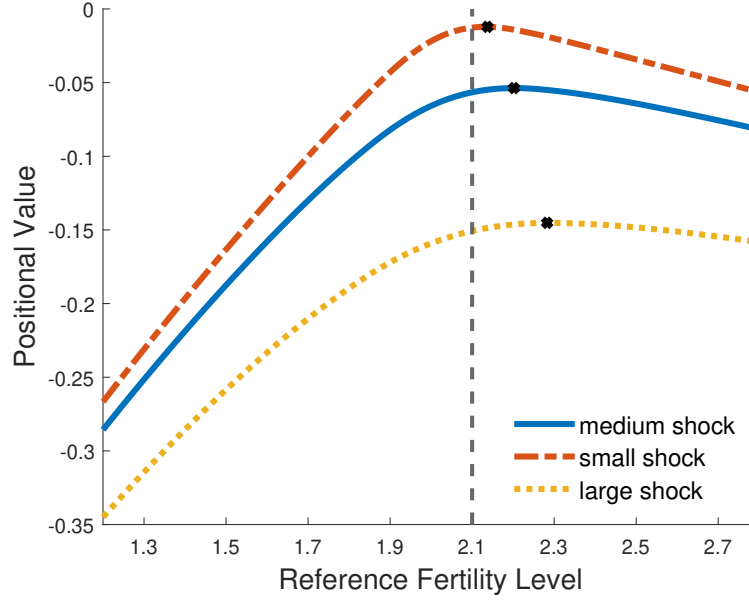 0
-0.05
-0.1
-0.15
-0.2
-0.25
-0.3
-0.35
Positional Value
1.3 1.5 1.7 1.9 2.1 2.3 2.5 2.7
Reference Fertility Level
medium shock
small shock
large shock